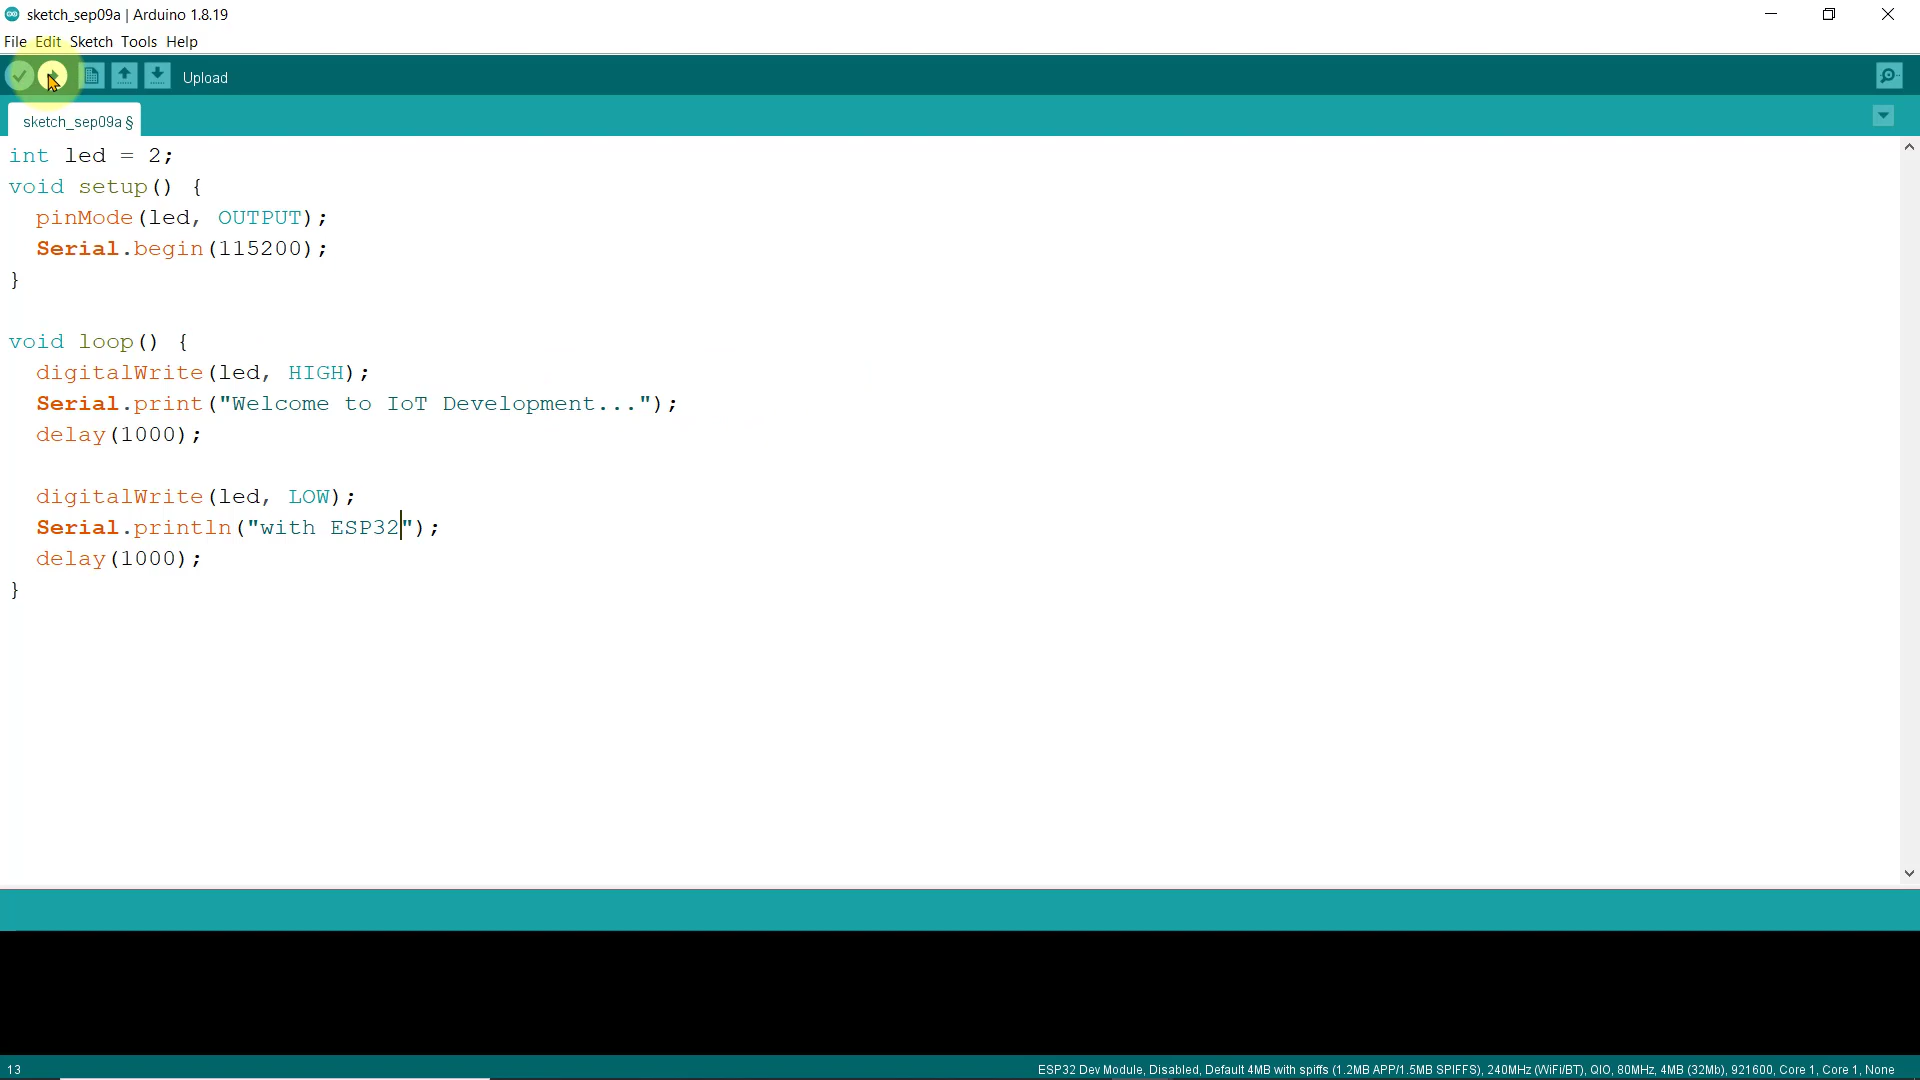 sketch_sep09a | Arduino 1.8.19
File Edit Sketch Tools Help
Upload
sketch_sep09a §
int led = 2;
void setup() {
  pinMode(led, OUTPUT);
  Serial.begin(115200);
}
void loop() {
  digitalWrite(led, HIGH);
  Serial.print("Welcome to IoT Development...");
  delay(1000);
  digitalWrite(led, LOW);
  Serial.println("with ESP32");
  delay(1000);
}
13
ESP32 Dev Module, Disabled, Default 4MB with spiffs (1.2MB APP/1.5MB SPIFFS), 240MHz (WiFi/BT), QIO, 80MHz, 4MB (32Mb), 921600, Core 1, Core 1, None